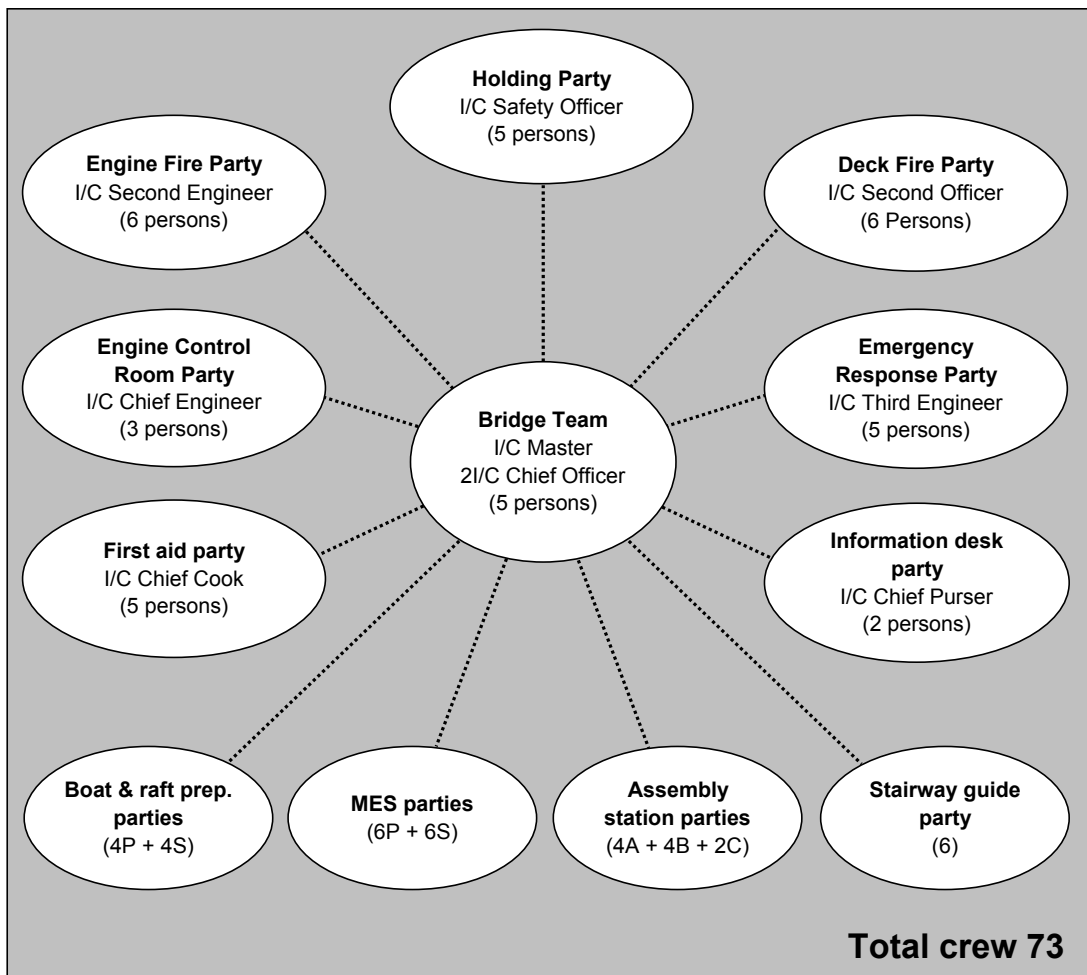 Holding Party
I/C Safety Officer
(5 persons)
Engine Fire Party
I/C Second Engineer
(6 persons)
Deck Fire Party
I/C Second Officer
(6 Persons)
Engine Control
Room Party
I/C Chief Engineer
(3 persons)
Emergency
Response Party
I/C Third Engineer
(5 persons)
Bridge Team
I/C Master
2I/C Chief Officer
(5 persons)
First aid party
I/C Chief Cook
(5 persons)
Information desk
party
I/C Chief Purser
(2 persons)
Boat & raft prep.
parties
(4P + 4S)
MES parties
(6P + 6S)
Assembly
station parties
(4A + 4B + 2C)
Stairway guide
party
(6)
Total crew 73